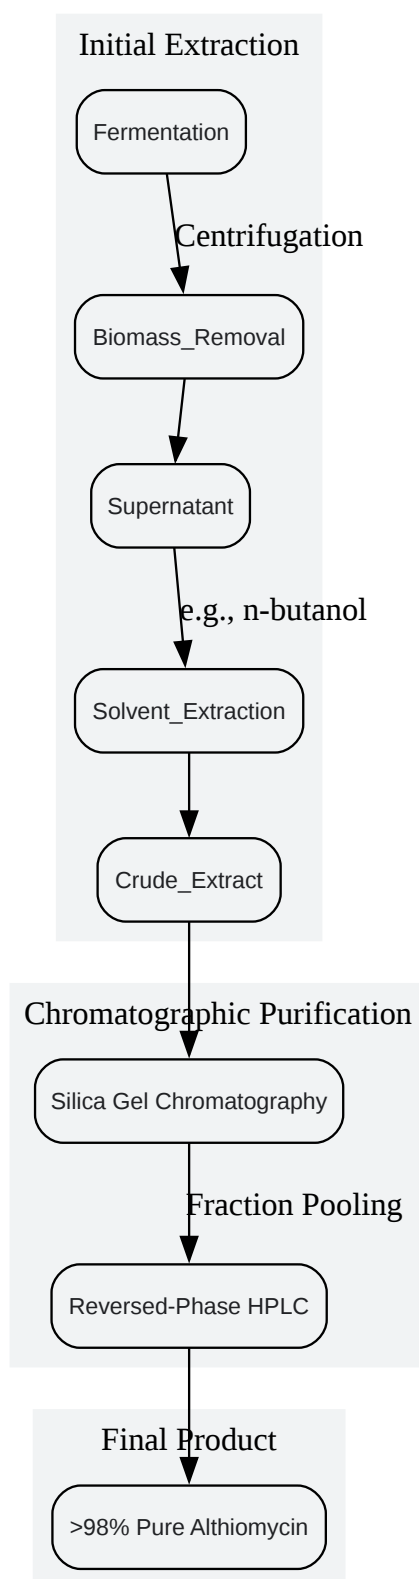 Initial Extraction
Fermentation
Centrifugation
Biomass_Removal
Supernatant
e.g., n-butanol
Solvent_Extraction
Crude_Extract
Chromatographic Purification
Silica Gel Chromatography
Fraction Pooling
Reversed-Phase HPLC
Final Product
>98% Pure Althiomycin